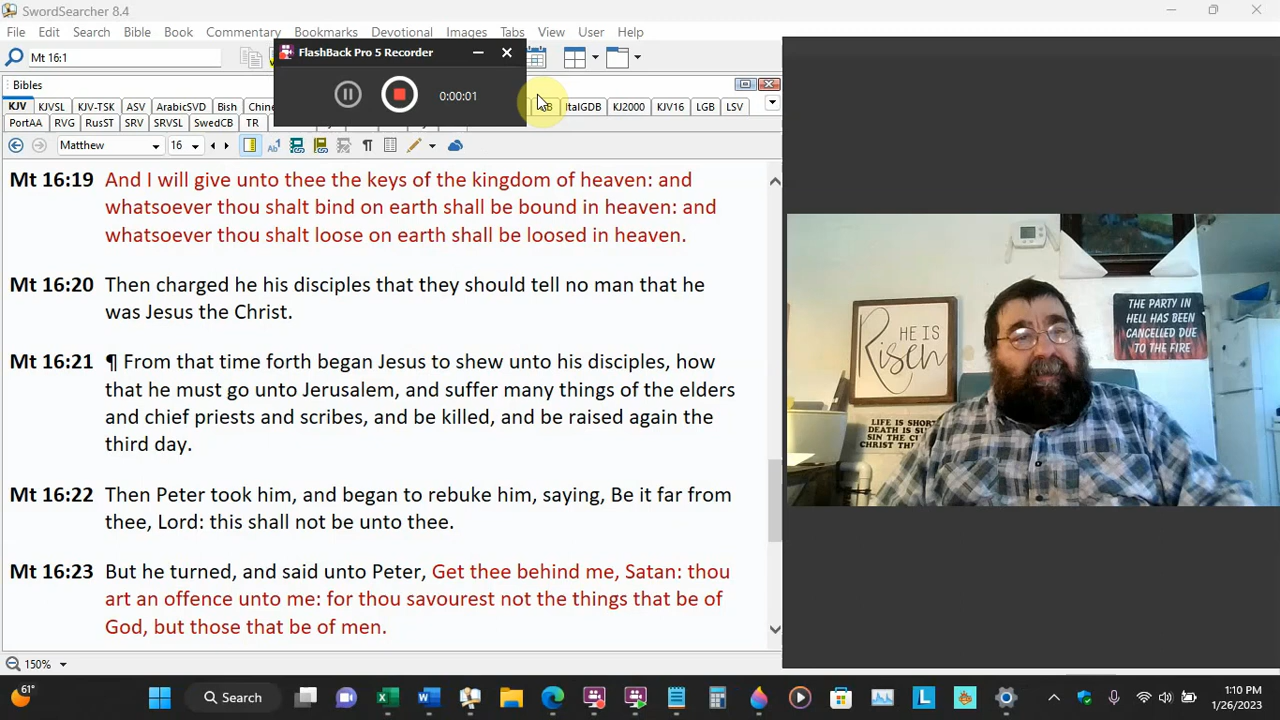 SwordSearcher 8.4
File Edit Search Bible Book Commentary Bookmarks Devotional Images Tabs View User Help
Mt 16:1
FlashBack Pro 5 Recorder
0:00:01
Bibles
KJV KJVSL KJV-TSK ASV ArabicSVD Bish ItalGDB KJ2000 KJV16 LGB LSV
PortAA RVG RusST SRV SRVSL SwedCB TR
Matthew 16
Mt 16:19 And I will give unto thee the keys of the kingdom of heaven: and
whatsoever thou shalt bind on earth shall be bound in heaven: and
whatsoever thou shalt loose on earth shall be loosed in heaven.
Mt 16:20 Then charged he his disciples that they should tell no man that he
was Jesus the Christ.
Mt 16:21 ¶ From that time forth began Jesus to shew unto his disciples, how
that he must go unto Jerusalem, and suffer many things of the elders
and chief priests and scribes, and be killed, and be raised again the
third day.
Mt 16:22 Then Peter took him, and began to rebuke him, saying, Be it far from
thee, Lord: this shall not be unto thee.
Mt 16:23 But he turned, and said unto Peter, Get thee behind me, Satan: thou
art an offence unto me: for thou savourest not the things that be of
God, but those that be of men.
150%
HE IS
Risen
THE PARTY IN
HELL HAS BEEN
CANCELLED DUE
TO THE FIRE
LIFE IS SHOR
DEATH IS SU
SIN THE CU
CHRIST TH
61°
Search
1:10 PM
1/26/2023